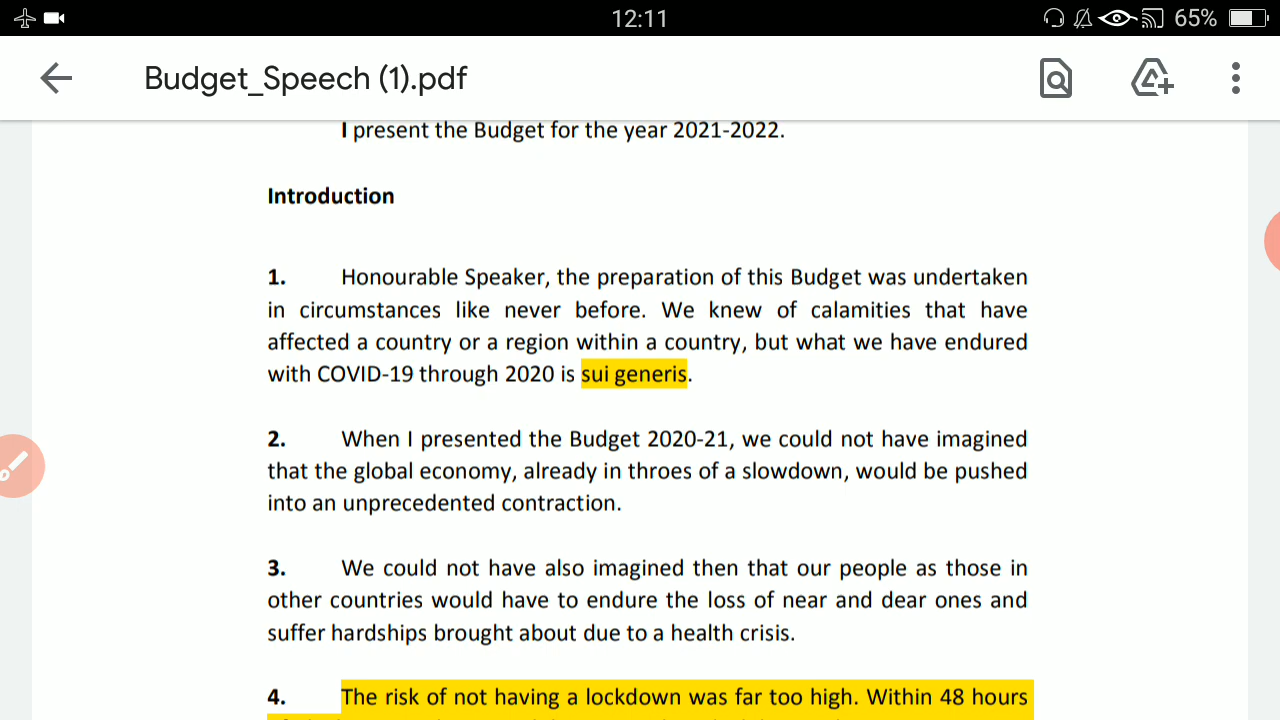 12:11
65%
Budget_Speech (1).pdf
I present the Budget for the year 2021-2022.
Introduction
1. Honourable Speaker, the preparation of this Budget was undertaken
in circumstances like never before. We knew of calamities that have
affected a country or a region within a country, but what we have endured
with COVID-19 through 2020 is sui generis.
2. When I presented the Budget 2020-21, we could not have imagined
that the global economy, already in throes of a slowdown, would be pushed
into an unprecedented contraction.
3. We could not have also imagined then that our people as those in
other countries would have to endure the loss of near and dear ones and
suffer hardships brought about due to a health crisis.
4. The risk of not having a lockdown was far too high. Within 48 hours